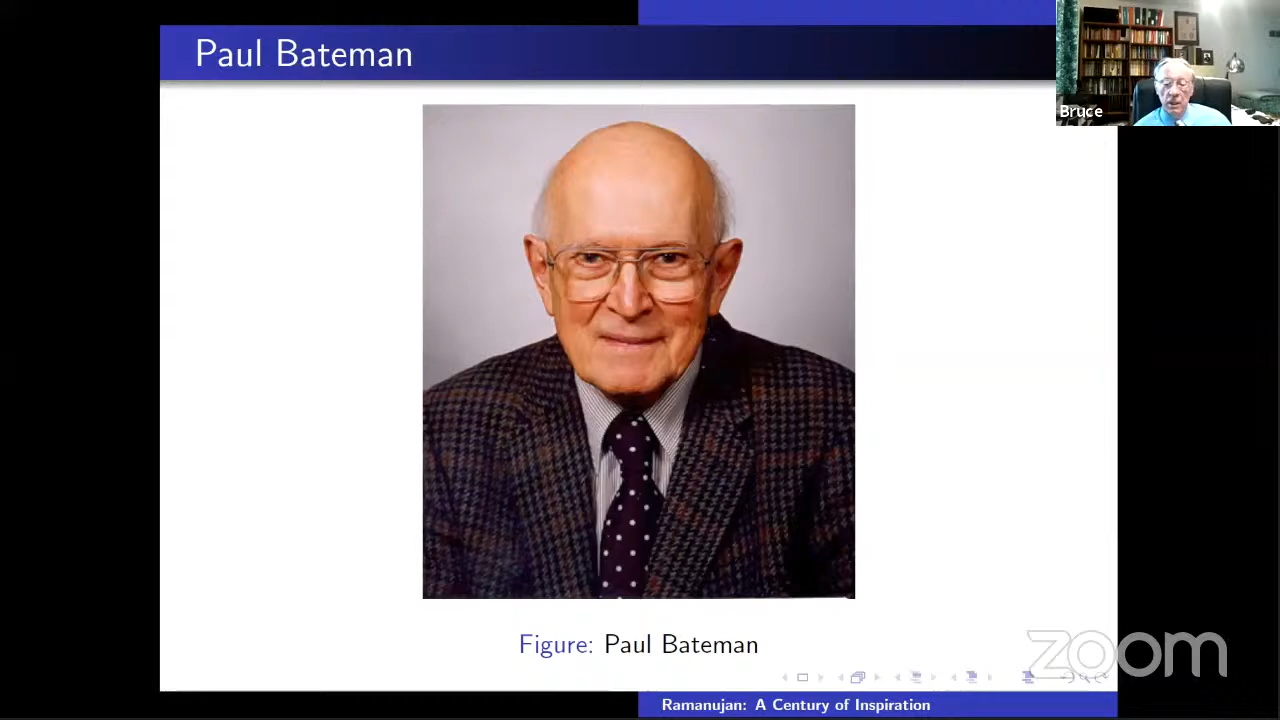 Paul Bateman
Bruce
Figure: Paul Bateman
zoom
Ramanujan: A Century of Inspiration